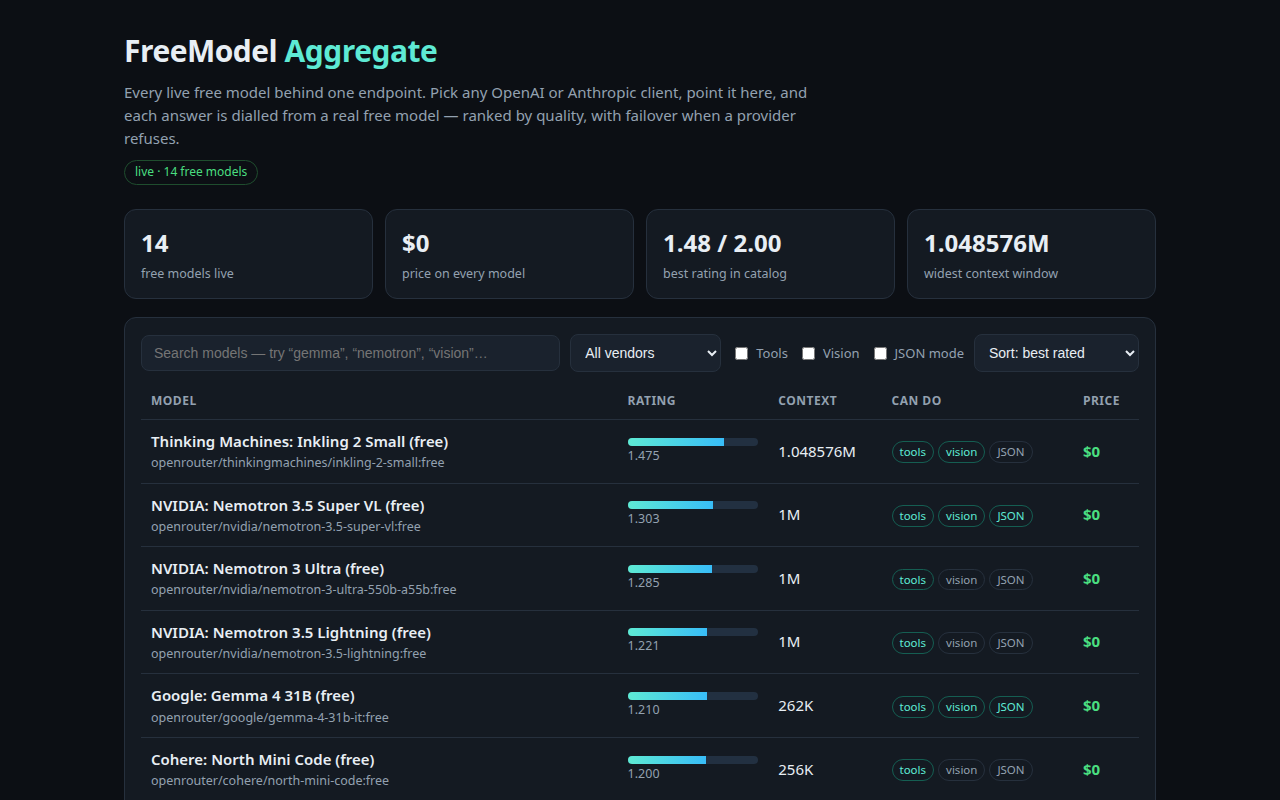 FreeModel Aggregate
Every live free model behind one endpoint. Pick any OpenAI or Anthropic client, point it here, and
each answer is dialled from a real free model — ranked by quality, with failover when a provider
refuses.
live · 14 free models
14
free models live
$0
price on every model
1.48 / 2.00
best rating in catalog
1.048576M
widest context window
Search models — try “gemma”, “nemotron”, “vision”… All vendors Tools Vision JSON mode Sort: best rated
MODEL RATING CONTEXT CAN DO PRICE
Thinking Machines: Inkling 2 Small (free)
openrouter/thinkingmachines/inkling-2-small:free
1.475 1.048576M tools vision JSON $0
NVIDIA: Nemotron 3.5 Super VL (free)
openrouter/nvidia/nemotron-3.5-super-vl:free
1.303 1M tools vision JSON $0
NVIDIA: Nemotron 3 Ultra (free)
openrouter/nvidia/nemotron-3-ultra-550b-a55b:free
1.285 1M tools vision JSON $0
NVIDIA: Nemotron 3.5 Lightning (free)
openrouter/nvidia/nemotron-3.5-lightning:free
1.221 1M tools vision JSON $0
Google: Gemma 4 31B (free)
openrouter/google/gemma-4-31b-it:free
1.210 262K tools vision JSON $0
Cohere: North Mini Code (free)
openrouter/cohere/north-mini-code:free
1.200 256K tools vision JSON $0